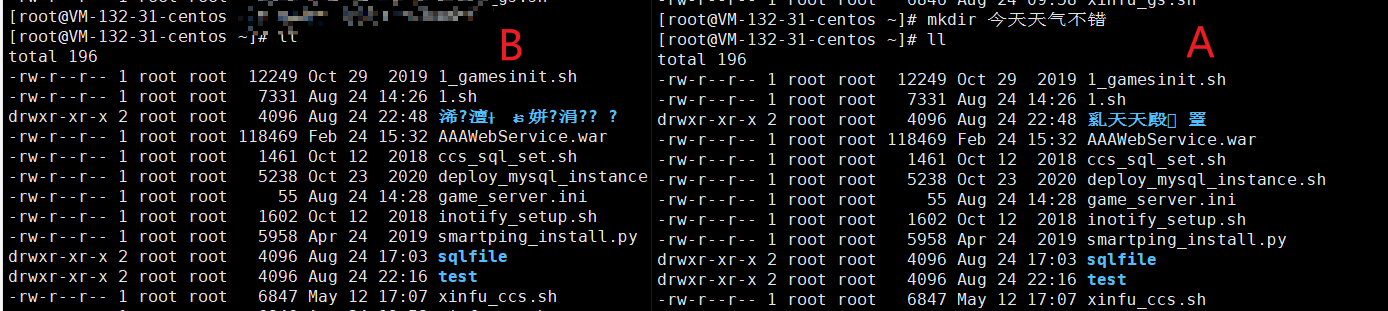 [root@VM-132-31-centos
[root@VM-132-31-centos ~]# ll
B
total 196
-rw-r--r-- 1 root root 12249 Oct 29 2019 1_gamesinit.sh
-rw-r--r-- 1 root root 7331 Aug 24 14:26 1.sh
drwxr-xr-x 2 root root 4096 Aug 24 22:48
-rw-r--r-- 1 root root 118469 Feb 24 15:32 AAAWebService.war
-rw-r--r-- 1 root root 1461 Oct 12 2018 ccs_sql_set.sh
-rw-r--r-- 1 root root 5238 Oct 23 2020 deploy_mysql_instance
-rw-r--r-- 1 root root 55 Aug 24 14:28 game_server.ini
-rw-r--r-- 1 root root 1602 Oct 12 2018 inotify_setup.sh
-rw-r--r-- 1 root root 5958 Apr 24 2019 smartping_install.py
drwxr-xr-x 2 root root 4096 Aug 24 17:03 sqlfile
drwxr-xr-x 2 root root 4096 Aug 24 22:16 test
-rw-r--r-- 1 root root 6847 May 12 17:07 xinfu_ccs.sh
[root@VM-132-31-centos ~]# mkdir 今天天气不错
[root@VM-132-31-centos ~]# ll
A
total 196
-rw-r--r-- 1 root root 12249 Oct 29 2019 1_gamesinit.sh
-rw-r--r-- 1 root root 7331 Aug 24 14:26 1.sh
drwxr-xr-x 2 root root 4096 Aug 24 22:48 天天殿
-rw-r--r-- 1 root root 118469 Feb 24 15:32 AAAWebService.war
-rw-r--r-- 1 root root 1461 Oct 12 2018 ccs_sql_set.sh
-rw-r--r-- 1 root root 5238 Oct 23 2020 deploy_mysql_instance.sh
-rw-r--r-- 1 root root 55 Aug 24 14:28 game_server.ini
-rw-r--r-- 1 root root 1602 Oct 12 2018 inotify_setup.sh
-rw-r--r-- 1 root root 5958 Apr 24 2019 smartping_install.py
drwxr-xr-x 2 root root 4096 Aug 24 17:03 sqlfile
drwxr-xr-x 2 root root 4096 Aug 24 22:16 test
-rw-r--r-- 1 root root 6847 May 12 17:07 xinfu_ccs.sh